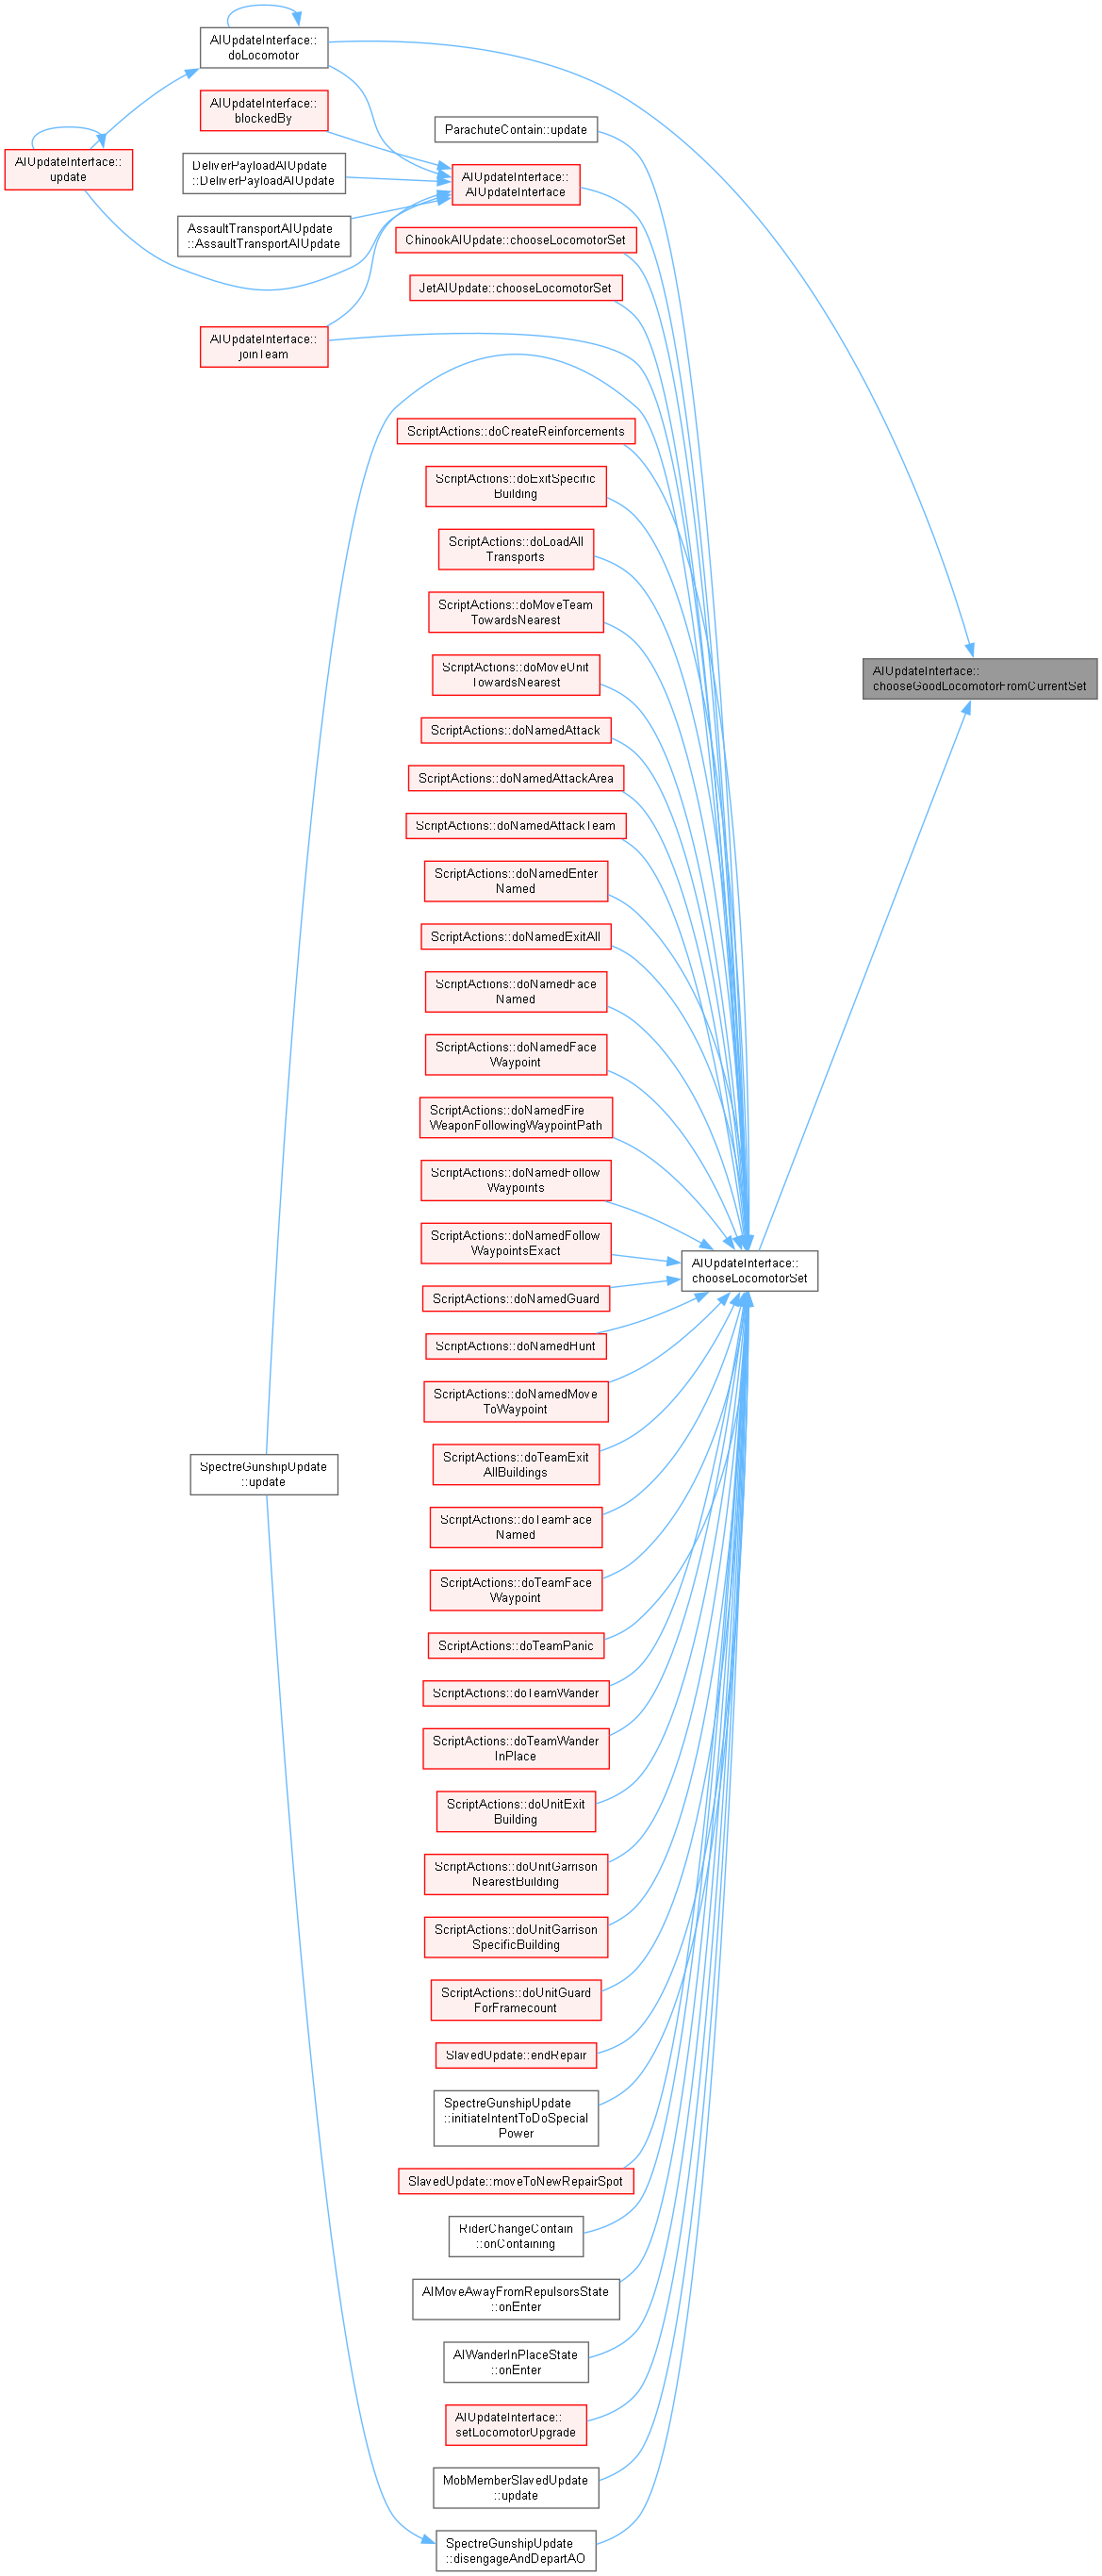 AIUpdateInterface::
doLocomotor
AIUpdateInterface::
blockedBy
ParachuteContain::update
AIUpdateInterface::
update
DeliverPayloadAIUpdate
::DeliverPayloadAIUpdate
AIUpdateInterface::
AIUpdateInterface
AssaultTransportAIUpdate
::AssaultTransportAIUpdate
ChinookAIUpdate::chooseLocomotorSet
JetAIUpdate::chooseLocomotorSet
AIUpdateInterface::
joinTeam
ScriptActions::doCreateReinforcements
ScriptActions::doExitSpecific
Building
ScriptActions::doLoadAll
Transports
ScriptActions::doMoveTeam
TowardsNearest
ScriptActions::doMoveUnit
TowardsNearest
AIUpdateInterface::
chooseGoodLocomotorFromCurrentSet
ScriptActions::doNamedAttack
ScriptActions::doNamedAttackArea
ScriptActions::doNamedAttackTeam
ScriptActions::doNamedEnter
Named
ScriptActions::doNamedExitAll
ScriptActions::doNamedFace
Named
ScriptActions::doNamedFace
Waypoint
ScriptActions::doNamedFire
WeaponFollowingWaypointPath
ScriptActions::doNamedFollow
Waypoints
ScriptActions::doNamedFollow
WaypointsExact
AIUpdateInterface::
chooseLocomotorSet
ScriptActions::doNamedGuard
ScriptActions::doNamedHunt
ScriptActions::doNamedMove
ToWaypoint
ScriptActions::doTeamExit
AllBuildings
SpectreGunshipUpdate
::update
ScriptActions::doTeamFace
Named
ScriptActions::doTeamFace
Waypoint
ScriptActions::doTeamPanic
ScriptActions::doTeamWander
ScriptActions::doTeamWander
InPlace
ScriptActions::doUnitExit
Building
ScriptActions::doUnitGarrison
NearestBuilding
ScriptActions::doUnitGarrison
SpecificBuilding
ScriptActions::doUnitGuard
ForFramecount
SlavedUpdate::endRepair
SpectreGunshipUpdate
::initiateIntentToDoSpecial
Power
SlavedUpdate::moveToNewRepairSpot
RiderChangeContain
::onContaining
AIMoveAwayFromRepulsorsState
::onEnter
AIWanderInPlaceState
::onEnter
AIUpdateInterface::
setLocomotorUpgrade
MobMemberSlavedUpdate
::update
SpectreGunshipUpdate
::disengageAndDepartAO